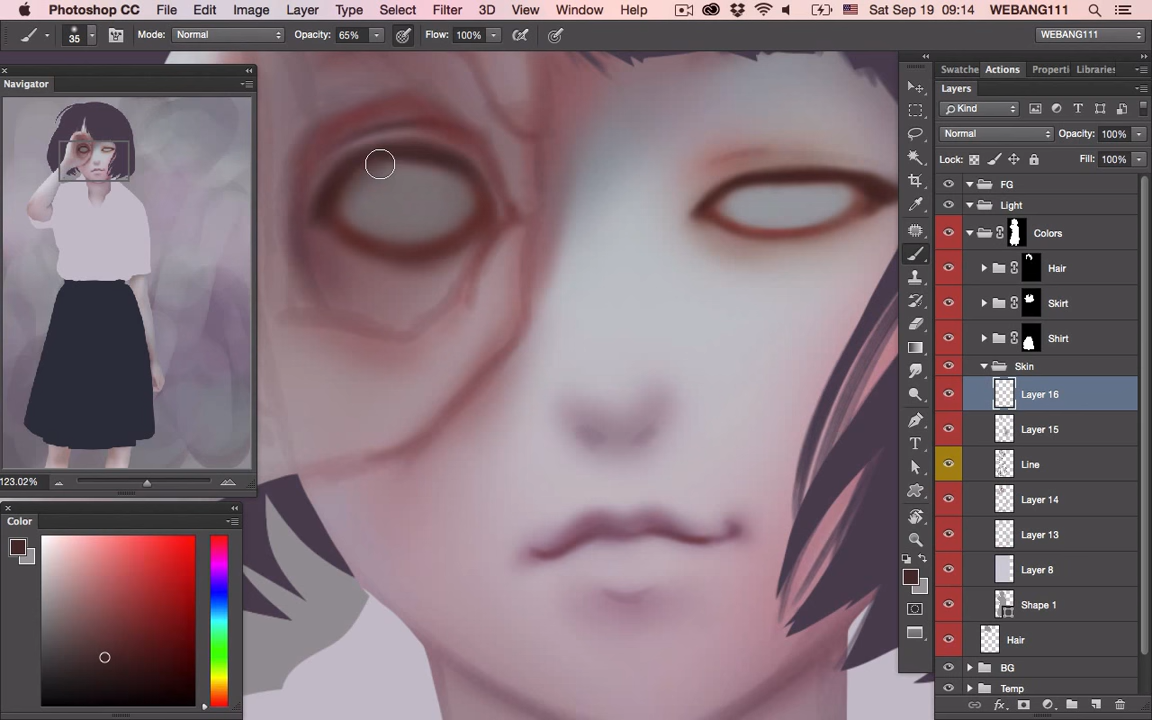 Photoshop CC File Edit Image Layer Type Select Filter 3D View Window Help Sat Sep 19 09:14 WEBANG111
35 Mode: Normal Opacity: 65% Flow: 100% WEBANG111
Navigator
123.02%
Color
Swatche Actions Properti Libraries
Layers
Kind
Normal Opacity: 100%
Lock: Fill: 100%
FG
Light
Colors
Hair
Skirt
Shirt
Skin
Layer 16
Layer 15
Line
Layer 14
Layer 13
Layer 8
Shape 1
Hair
BG
Temp
fx